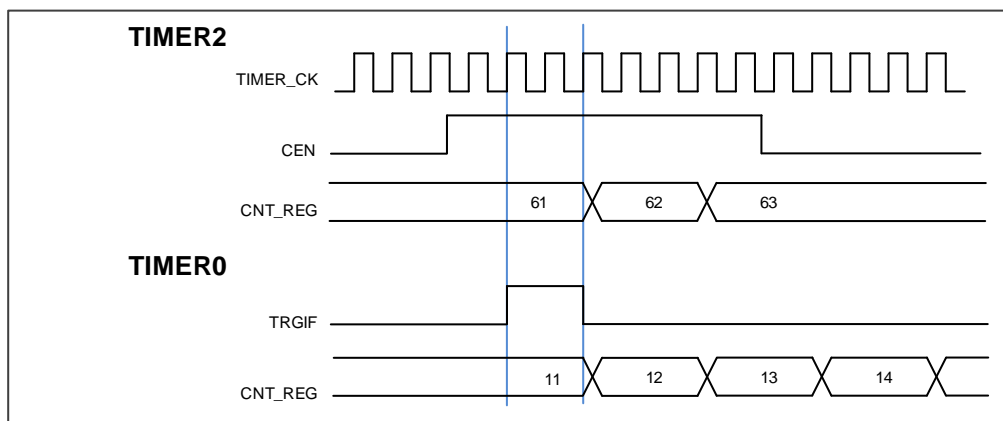 TIMER2
TIMER_CK
CEN
CNT_REG 61 62 63
TIMER0
TRGIF
CNT_REG 11 12 13 14